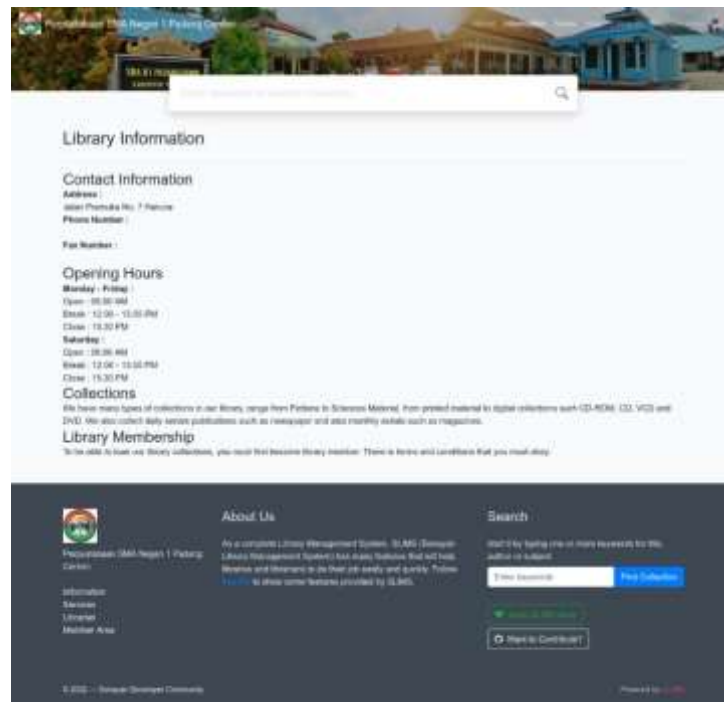 Perpustakaan SMA Negeri 1 Padang Cermin
Library Information
Contact Information
Address :
Jalan Pramuka No. 7
Phone Number :
Fax Number :
Opening Hours
Monday - Friday :
Open : 08.00 AM
Break : 12.00 - 13.00 PM
Close :
Saturday :
Open : 08.00 AM
Break : 12.00 - 13.00 PM
Close :
Collections
We have many types of collections in our library, range from Fictions to Sciences Material, from printed material to digital collections such CD-ROM, CD, VCD and
DVD. We also collect daily serials publications such as newspaper and also monthly serials such as magazines.
Library Membership
To be able to loan our library collections, you must first become library member. There is terms and conditions that you must obey.
Perpustakaan SMA Negeri 1 Padang
Cermin
Information
Services
Librarian
Member Area
About Us
As a complete Library Management System, SLiMS (Senayan
Library Management System) has many features that will help
libraries and librarians to do their job easily and quickly. Follow
to show some features provided by SLiMS.
Search
start it by typing one or more keywords for title,
author or subject
Enter keywords
Find Collection
Want to Contribute?
© 2022 — Senayan Developer Community
Powered by